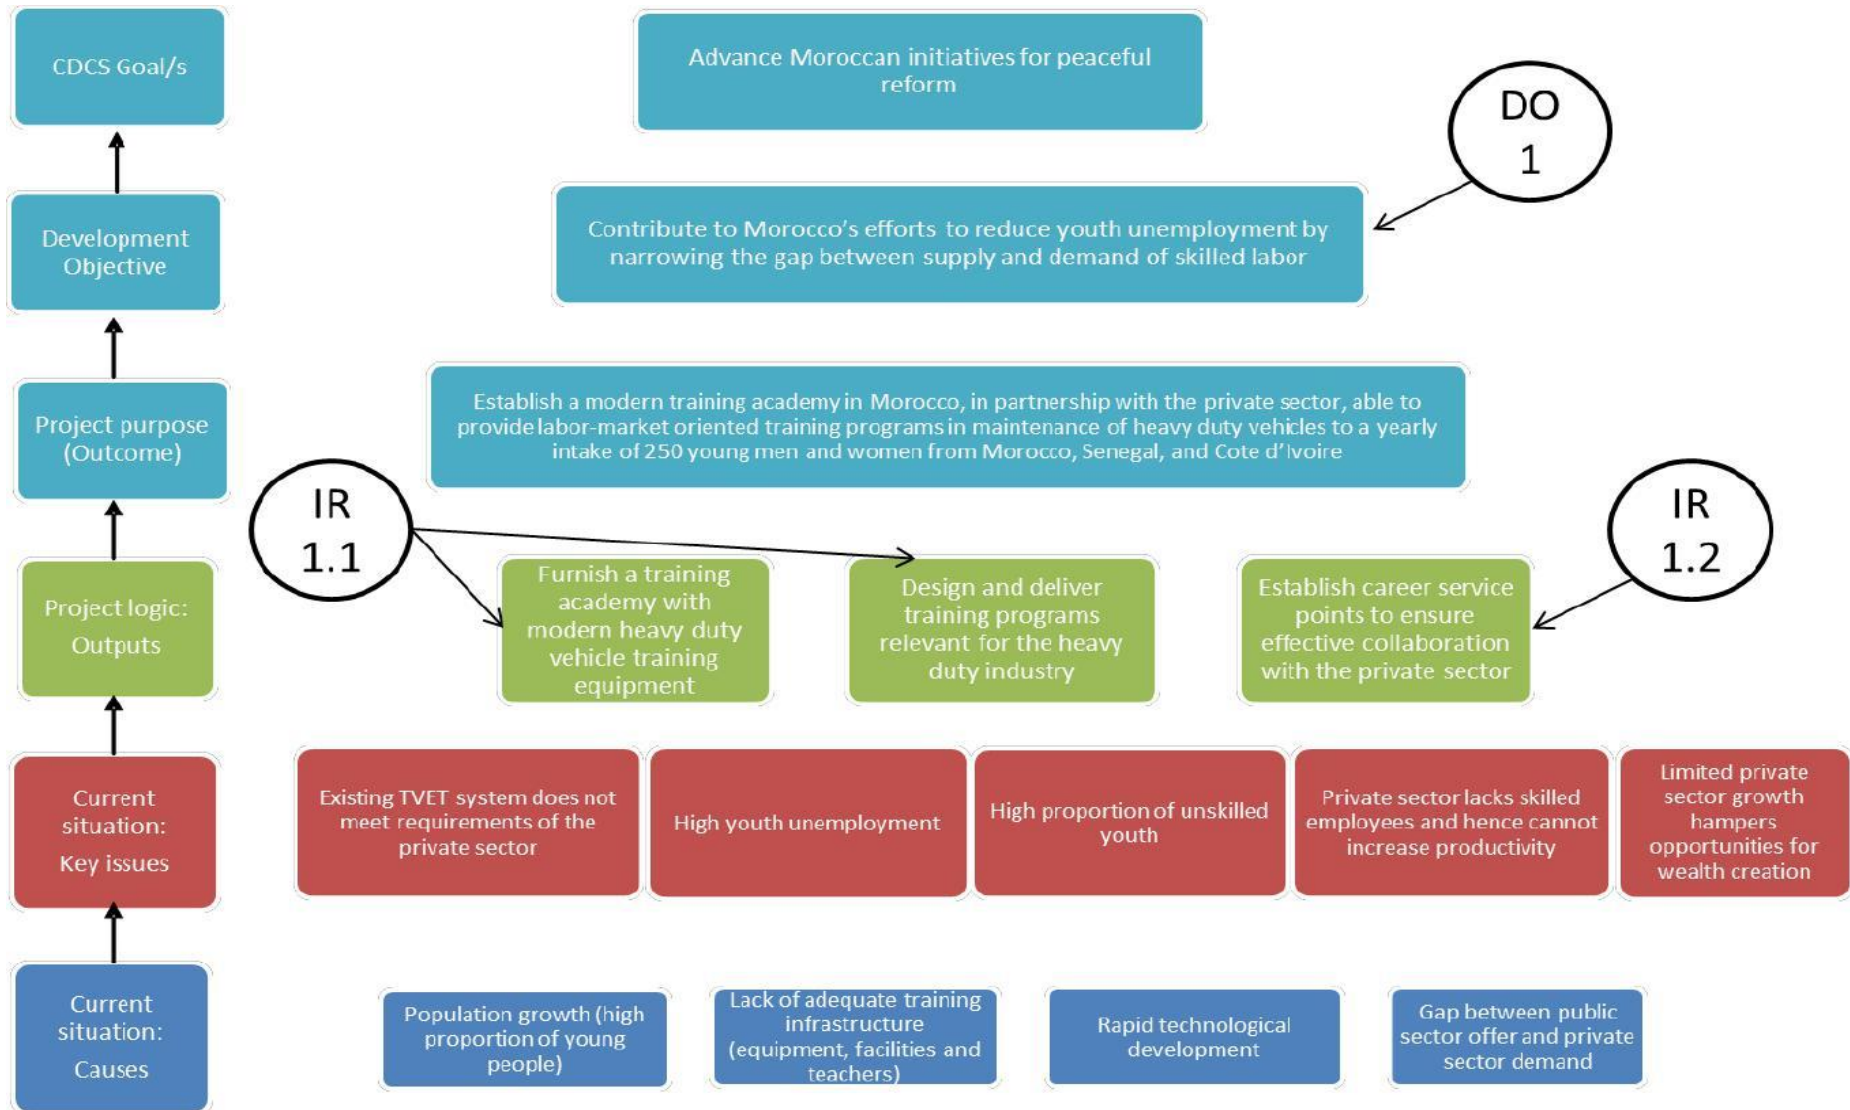 CDCS Goal/s
Advance Moroccan initiatives for peaceful
reform
DO
1
Development
Objective
Contribute to Morocco's efforts to reduce youth unemployment by
narrowing the gap between supply and demand of skilled labor
Project purpose
(Outcome)
Establish a modern training academy in Morocco, in partnership with the private sector, able to
provide labor-market oriented training programs in maintenance of heavy duty vehicles to a yearly
intake of 250 young men and women from Morocco, Senegal, and Cote d'Ivoire
IR
1.1
IR
1.2
Project logic:
Outputs
Furnish a training
academy with
modern heavy duty
vehicle training
equipment
Design and deliver
training programs
relevant for the heavy
duty industry
Establish career service
points to ensure
effective collaboration
with the private sector
Current
situation:
Key issues
Existing TVET system does not
meet requirements of the
private sector
High youth unemployment
High proportion of unskilled
youth
Private sector lacks skilled
employees and hence cannot
increase productivity
Limited private
sector growth
hampers
opportunities for
wealth creation
Current
situation:
Causes
Population growth (high
proportion of young
people)
Lack of adequate training
infrastructure
(equipment, facilities and
teachers)
Rapid technological
development
Gap between public
sector offer and private
sector demand